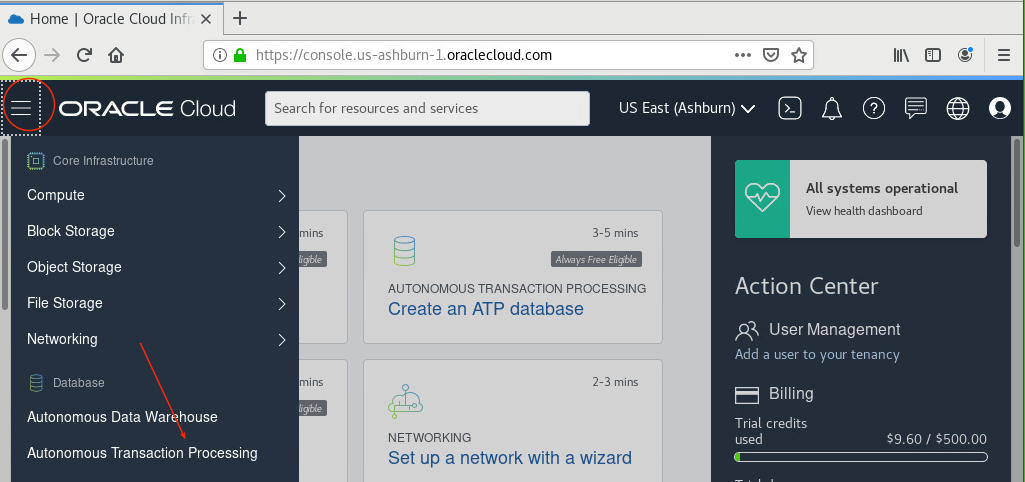 Home | Oracle Cloud Infr
https://console.us-ashburn-1.oraclecloud.com
ORACLE Cloud
Search for resources and services
US East (Ashburn)
Core Infrastructure
Compute
Block Storage
Object Storage
File Storage
Networking
Database
Autonomous Data Warehouse
Autonomous Transaction Processing
mins
ligible
3-5 mins
Always Free Eligible
AUTONOMOUS TRANSACTION PROCESSING
Create an ATP database
mins
ligible
2-3 mins
NETWORKING
Set up a network with a wizard
All systems operational
View health dashboard
Action Center
User Management
Add a user to your tenancy
Billing
Trial credits
used
$9.60 / $500.00